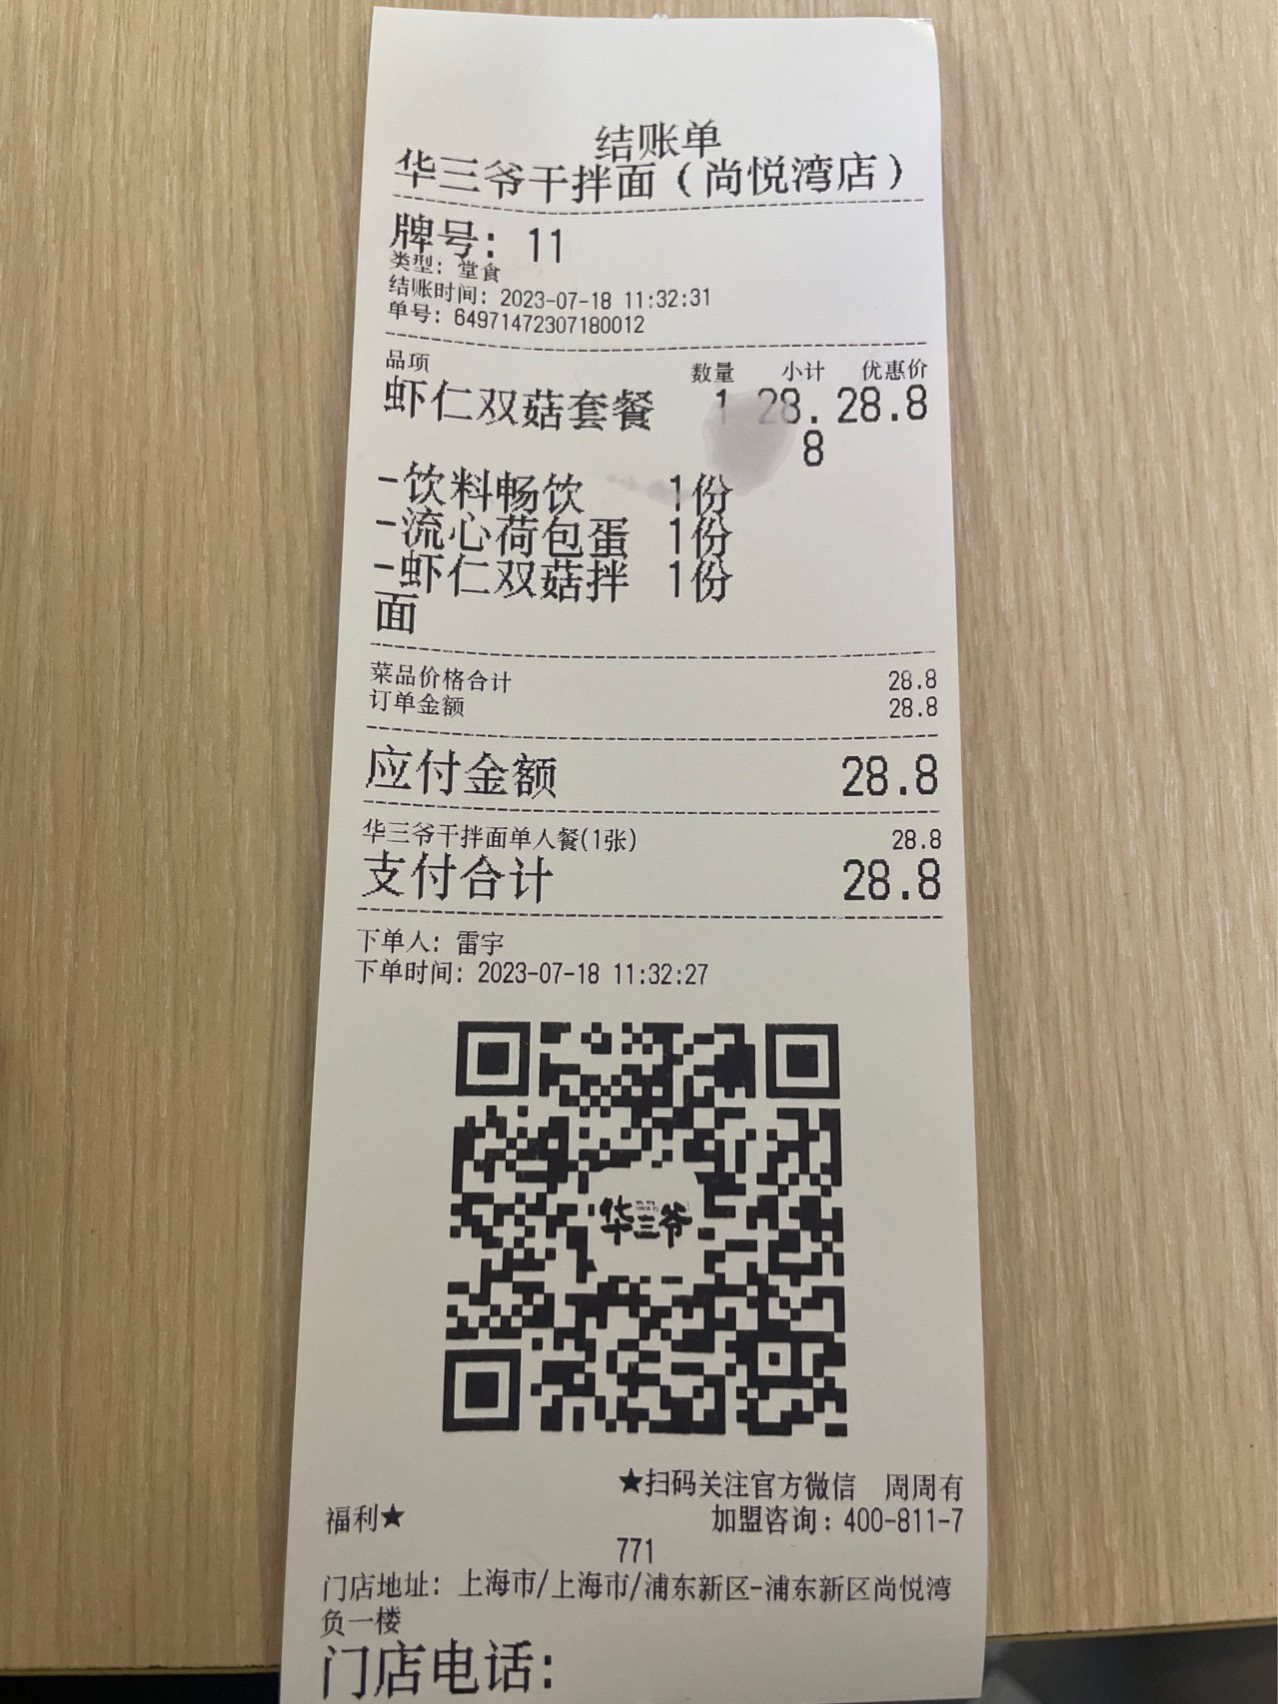 结账单
华三爷干拌面（尚悦湾店）
牌号：11
类型：堂食
结账时间：2023-07-18 11:32:31
单号：64971472307180012
品项 数量 小计 优惠价
虾仁双菇套餐 1 28. 28.8
8
-饮料畅饮 1份
-流心荷包蛋 1份
-虾仁双菇拌 1份
面
菜品价格合计 28.8
订单金额 28.8
应付金额 28.8
华三爷干拌面单人餐(1张) 28.8
支付合计 28.8
下单人：雷宇
下单时间：2023-07-18 11:32:27
华三爷
★扫码关注官方微信 周周有
福利★ 加盟咨询：400-811-7
771
门店地址：上海市/上海市/浦东新区-浦东新区尚悦湾
负一楼
门店电话：